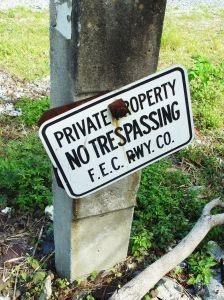 PRIVATE PROPERTY
NO TRESPASSING
F.E.C. RWY. CO.